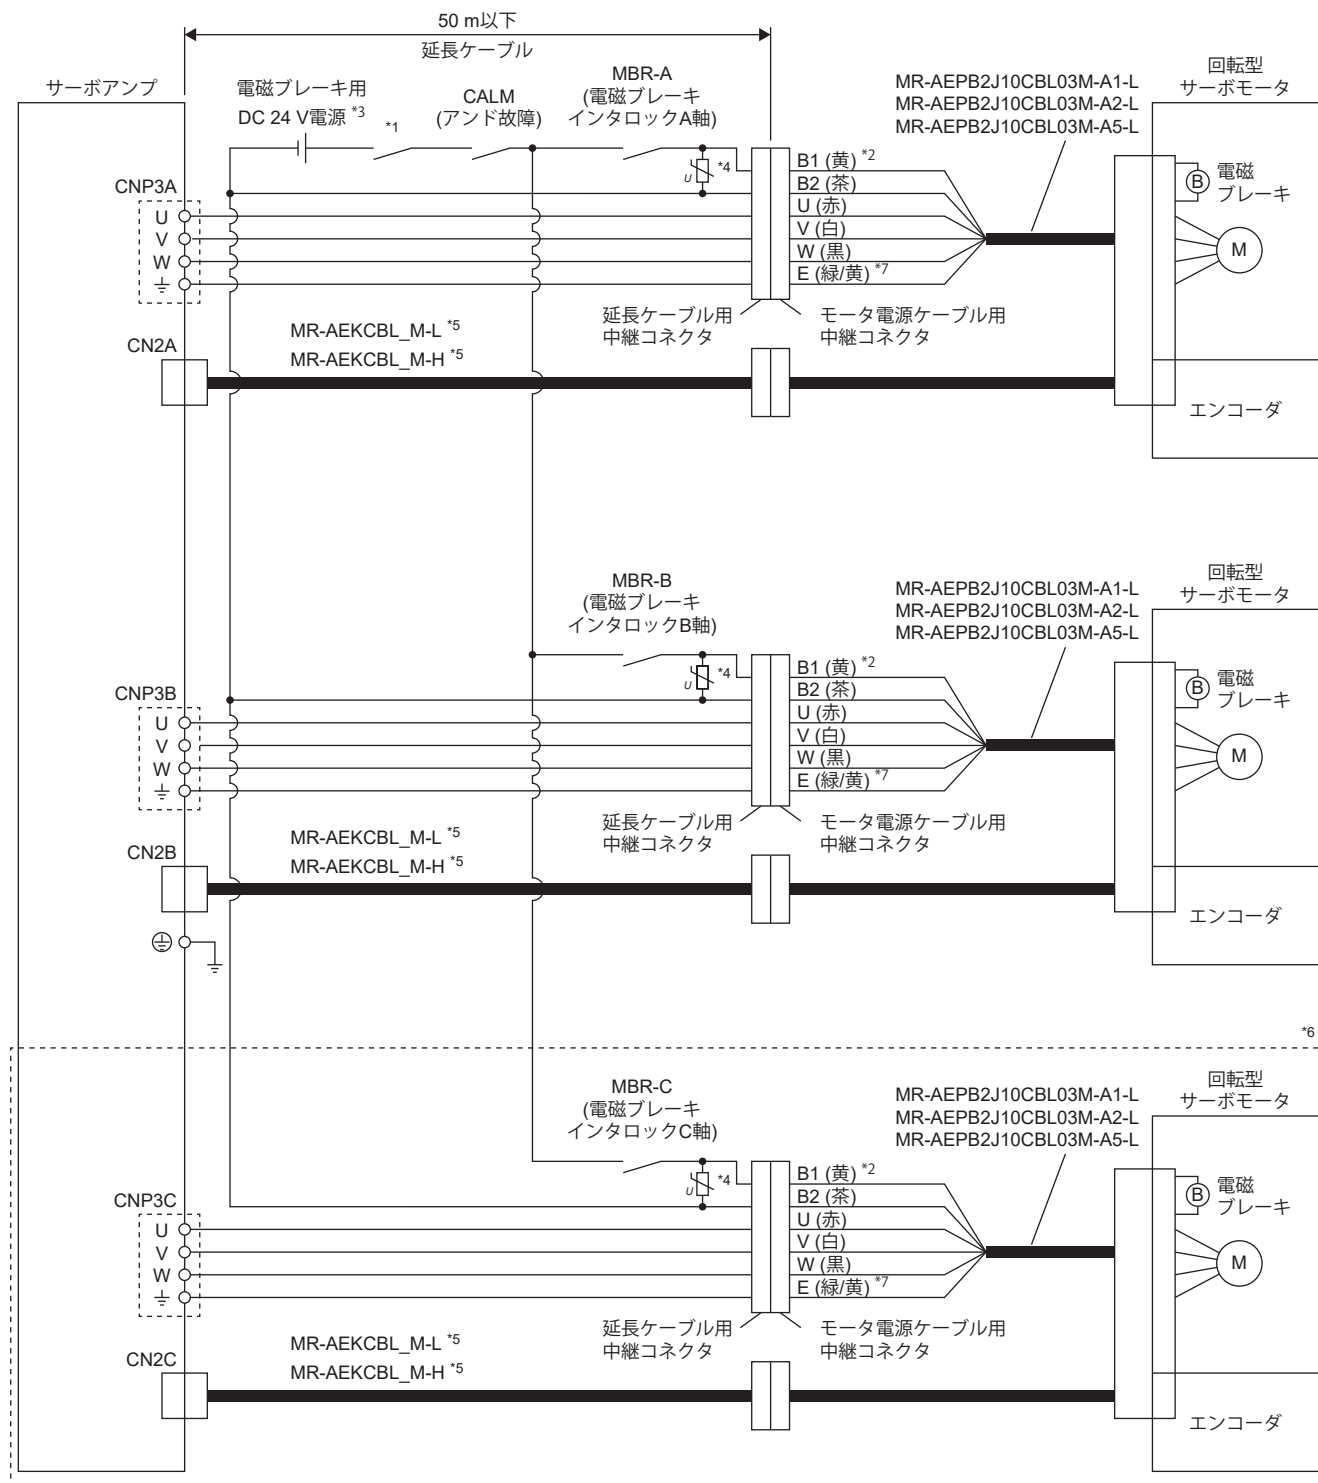 50 m以下
延長ケーブル
サーボアンプ
電磁ブレーキ用
DC 24 V電源 *3
*1
CALM
(アンド故障)
MBR-A
(電磁ブレーキ
インタロックA軸)
MR-AEPB2J10CBL03M-A1-L
MR-AEPB2J10CBL03M-A2-L
MR-AEPB2J10CBL03M-A5-L
回転型
サーボモータ
CNP3A
U
V
W
U
*4
B1 (黄) *2
B2 (茶)
U (赤)
V (白)
W (黒)
E (緑/黄) *7
B
電磁
ブレーキ
M
延長ケーブル用
中継コネクタ
モータ電源ケーブル用
中継コネクタ
CN2A
MR-AEKCBL_M-L *5
MR-AEKCBL_M-H *5
エンコーダ
MBR-B
(電磁ブレーキ
インタロックB軸)
MR-AEPB2J10CBL03M-A1-L
MR-AEPB2J10CBL03M-A2-L
MR-AEPB2J10CBL03M-A5-L
回転型
サーボモータ
CNP3B
U
V
W
U
*4
B1 (黄) *2
B2 (茶)
U (赤)
V (白)
W (黒)
E (緑/黄) *7
B
電磁
ブレーキ
M
延長ケーブル用
中継コネクタ
モータ電源ケーブル用
中継コネクタ
CN2B
MR-AEKCBL_M-L *5
MR-AEKCBL_M-H *5
エンコーダ
*6
MBR-C
(電磁ブレーキ
インタロックC軸)
MR-AEPB2J10CBL03M-A1-L
MR-AEPB2J10CBL03M-A2-L
MR-AEPB2J10CBL03M-A5-L
回転型
サーボモータ
CNP3C
U
V
W
U
*4
B1 (黄) *2
B2 (茶)
U (赤)
V (白)
W (黒)
E (緑/黄) *7
B
電磁
ブレーキ
M
延長ケーブル用
中継コネクタ
モータ電源ケーブル用
中継コネクタ
CN2C
MR-AEKCBL_M-L *5
MR-AEKCBL_M-H *5
エンコーダ